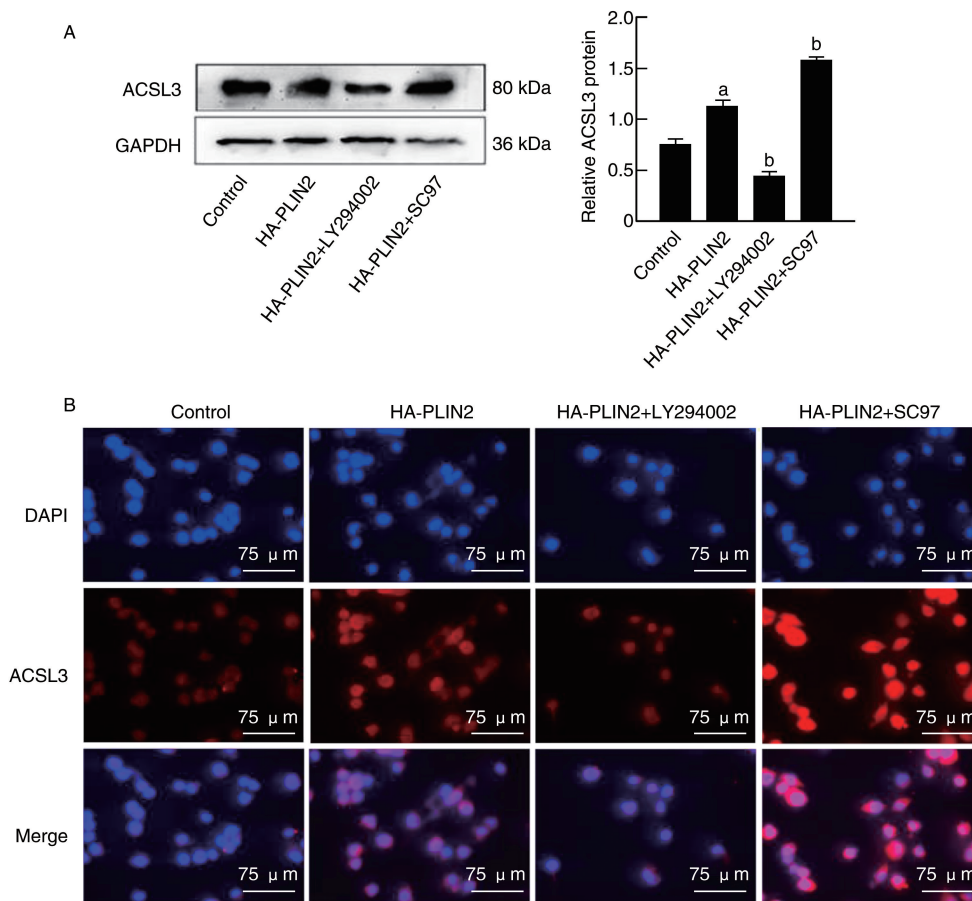 A
ACSL3
80 kDa
GAPDH
36 kDa
Control
HA-PLIN2
HA-PLIN2+LY294002
HA-PLIN2+SC97
Relative ACSL3 protein
2.0
1.5
1.0
0.5
0
a
b
b
Control
HA-PLIN2
HA-PLIN2+LY294002
HA-PLIN2+SC97
B
Control
HA-PLIN2
HA-PLIN2+LY294002
HA-PLIN2+SC97
DAPI
75 μm
75 μm
75 μm
75 μm
ACSL3
75 μm
75 μm
75 μm
75 μm
Merge
75 μm
75 μm
75 μm
75 μm